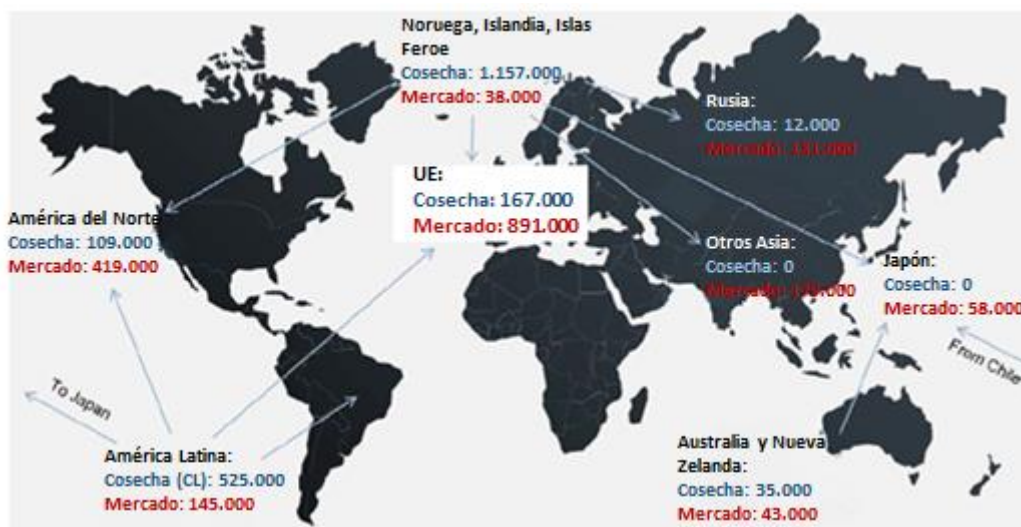 Noruega, Islandia, Islas
Feroe
Cosecha: 1.157.000
Mercado: 38.000
Rusia:
Cosecha: 12.000
Mercado:
UE:
Cosecha: 167.000
Mercado: 891.000
América del Norte
Cosecha: 109.000
Mercado: 419.000
Otros Asia:
Cosecha: 0
Mercado:
Japón:
Cosecha: 0
Mercado: 58.000
From Chile
To Japan
América Latina:
Cosecha (CL): 525.000
Mercado: 145.000
Australia y Nueva
Zelanda:
Cosecha: 35.000
Mercado: 43.000